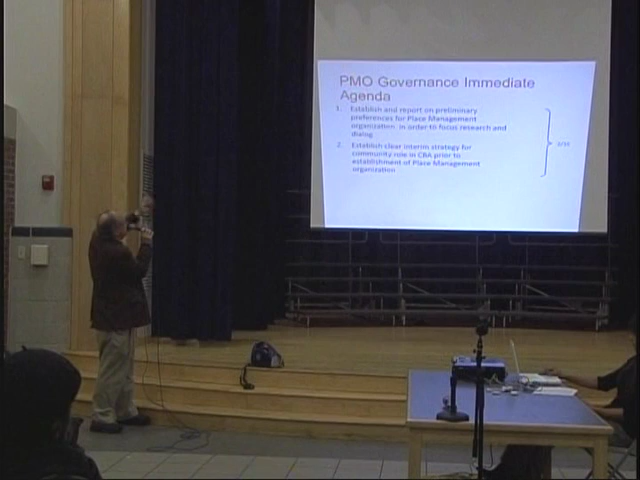 PMO Governance Immediate
Agenda
1. Establish and report on preliminary
preferences for Place Management
organization in order to focus research and
dialog
2. Establish clear interim strategy for
community role in CBA prior to
establishment of Place Management
organization